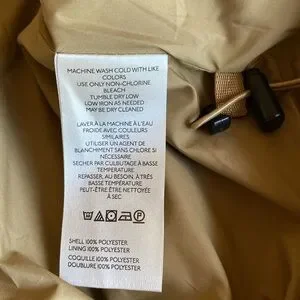 MACHINE WASH COLD WITH LIKE
COLORS
USE ONLY NON-CHLORINE
BLEACH
TUMBLE DRY LOW
LOW IRON AS NEEDED
MAY BE DRY CLEANED
LAVER À LA MACHINE À L'EAU
FROIDE AVEC COULEURS
SIMILAIRES
UTILISER UN AGENT DE
BLANCHIMENT SANS CHLORE SI
NÉCESSAIRE
SÉCHER PAR CULBUTAGE À BASSE
TEMPÉRATURE
REPASSER, AU BESOIN, À TRÈS
BASSE TEMPÉRATURE
PEUT-ÊTRE ÊTRE NETTOYÉ
À SEC
SHELL 100% POLYESTER
LINING 100% POLYESTER
COQUILLE 100% POLYESTER
DOUBLURE 100% POLYESTER